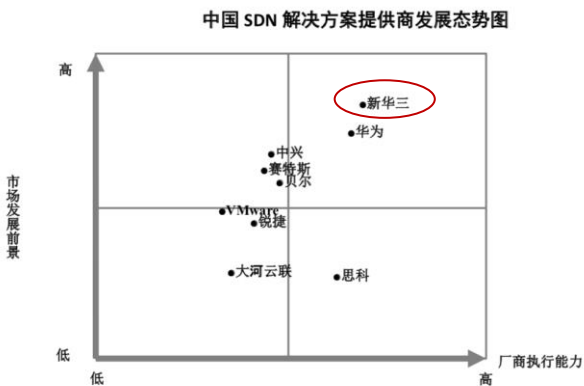 中国 SDN 解决方案提供商发展态势图
高
新华三
华为
中兴
赛特斯
贝尔
市场发展前景
VMware
锐捷
大河云联
思科
低
厂商执行能力
低
高